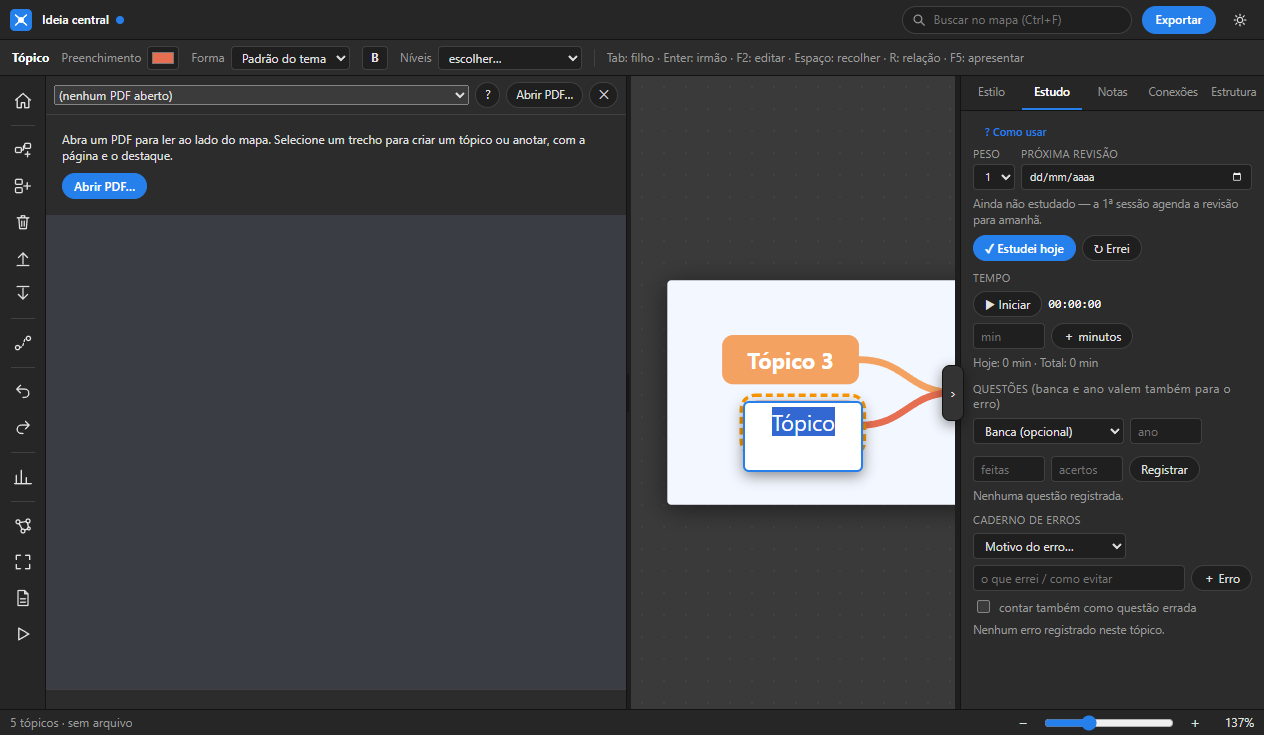 Ideia central
Buscar no mapa (Ctrl+F)
Exportar
Tópico
Preenchimento
Forma
Padrão do tema
B
Níveis
escolher...
Tab: filho · Enter: irmão · F2: editar · Espaço: recolher · R: relação · F5: apresentar
(nenhum PDF aberto)
?
Abrir PDF...
Abra um PDF para ler ao lado do mapa. Selecione um trecho para criar um tópico ou anotar, com a
página e o destaque.
Abrir PDF...
Tópico 3
Tópico
Estilo
Estudo
Notas
Conexões
Estrutura
? Como usar
PESO
PRÓXIMA REVISÃO
1
dd/mm/aaaa
Ainda não estudado — a 1ª sessão agenda a revisão
para amanhã.
✓ Estudei hoje
↻ Errei
TEMPO
▶ Iniciar
00:00:00
min
+ minutos
Hoje: 0 min · Total: 0 min
QUESTÕES (banca e ano valem também para o
erro)
Banca (opcional)
ano
feitas
acertos
Registrar
Nenhuma questão registrada.
CADERNO DE ERROS
Motivo do erro...
o que errei / como evitar
+ Erro
contar também como questão errada
Nenhum erro registrado neste tópico.
5 tópicos · sem arquivo
−
+
137%